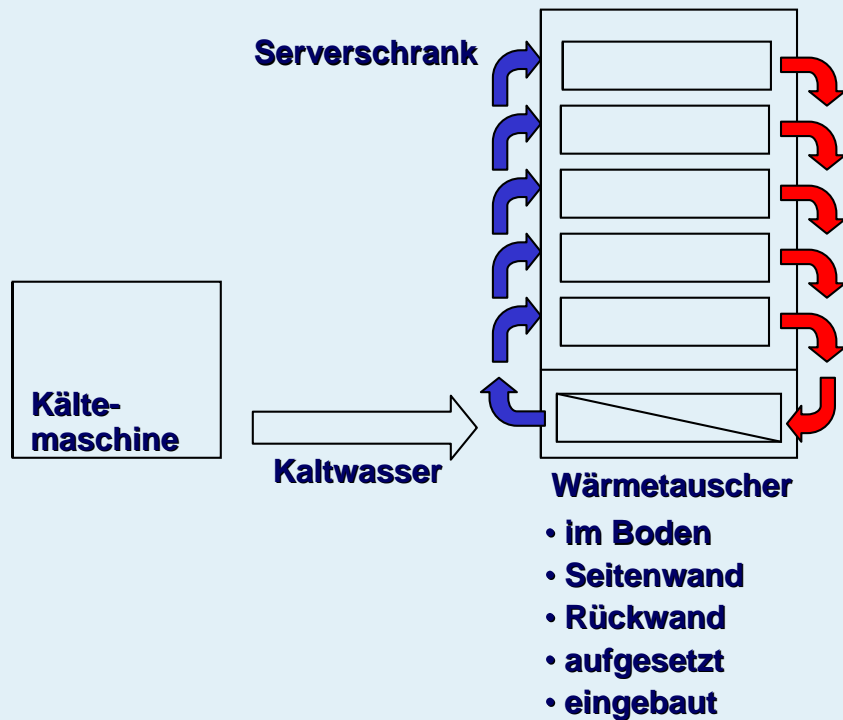 Serverschrank
Kälte-
maschine
Kaltwasser
Wärmetauscher
• im Boden
• Seitenwand
• Rückwand
• aufgesetzt
• eingebaut